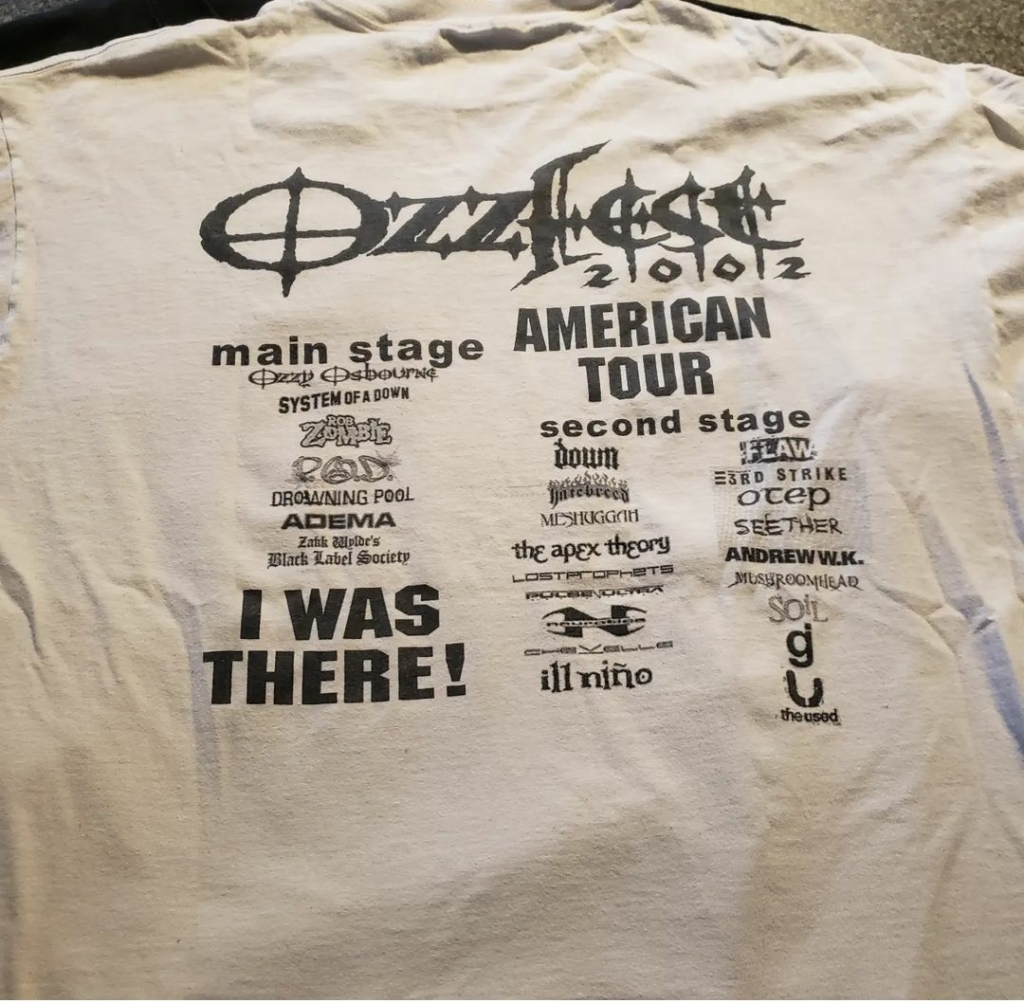 Ozzfest
2002
AMERICAN
TOUR
main stage
Ozzy Osbourne
SYSTEM OF A DOWN
ROB
ZOMBIE
P.O.D.
DROWNING POOL
ADEMA
Zakk Wylde's
Black Label Society
I WAS
THERE!
second stage
down
hatebreed
MESHUGGAH
the apex theory
LOSTPROPHETS
PULSE ULTRA
N
CHEVELLE
ill niño
FLAW
3RD STRIKE
otep
SEETHER
ANDREW W.K.
MUSHROOMHEAD
SOiL
g
U
the used